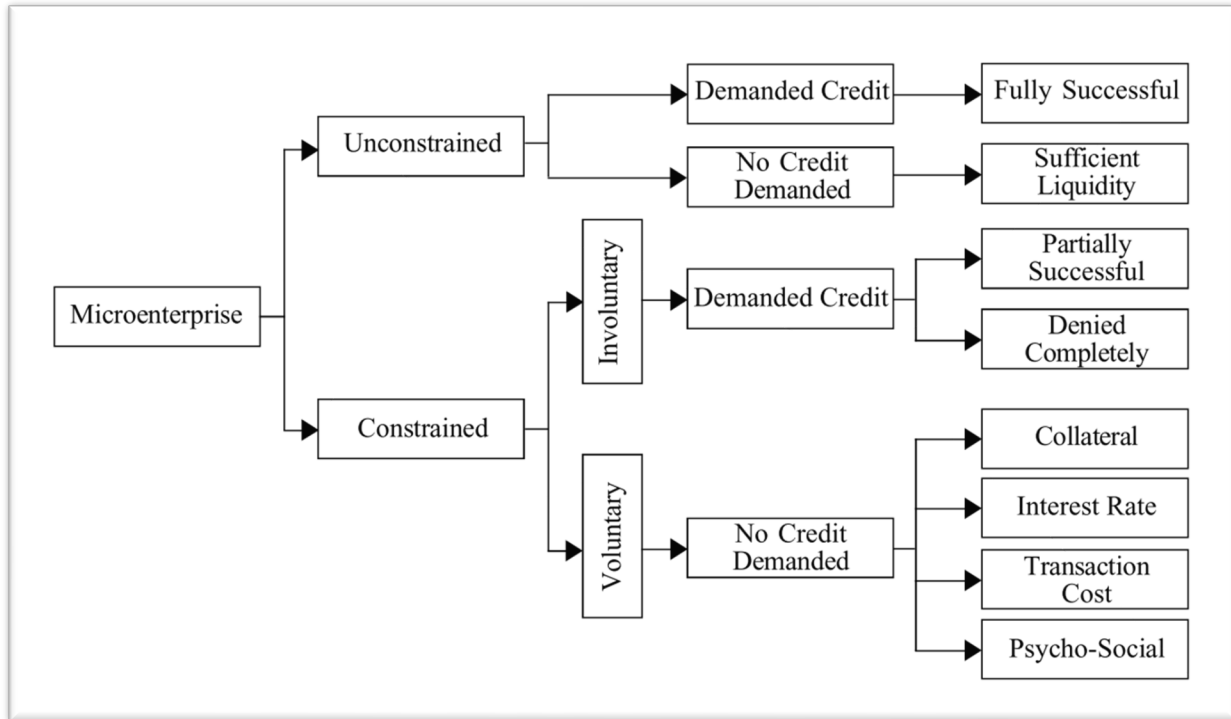 Demanded Credit
Fully Successful
Unconstrained
No Credit
Demanded
Sufficient
Liquidity
Microenterprise
Involuntary
Demanded Credit
Partially
Successful
Denied
Completely
Constrained
Voluntary
No Credit
Demanded
Collateral
Interest Rate
Transaction
Cost
Psycho-Social